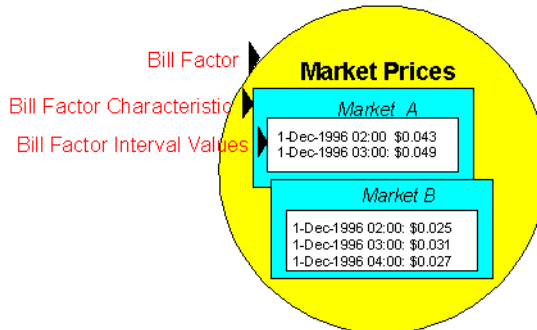 Bill Factor
Market Prices
Bill Factor Characteristic
Market A
Bill Factor Interval Values
1-Dec-1996 02:00 $0.043
1-Dec-1996 03:00: $0.049
Market B
1-Dec-1996 02:00: $0.025
1-Dec-1996 03:00: $0.031
1-Dec-1996 04:00: $0.027